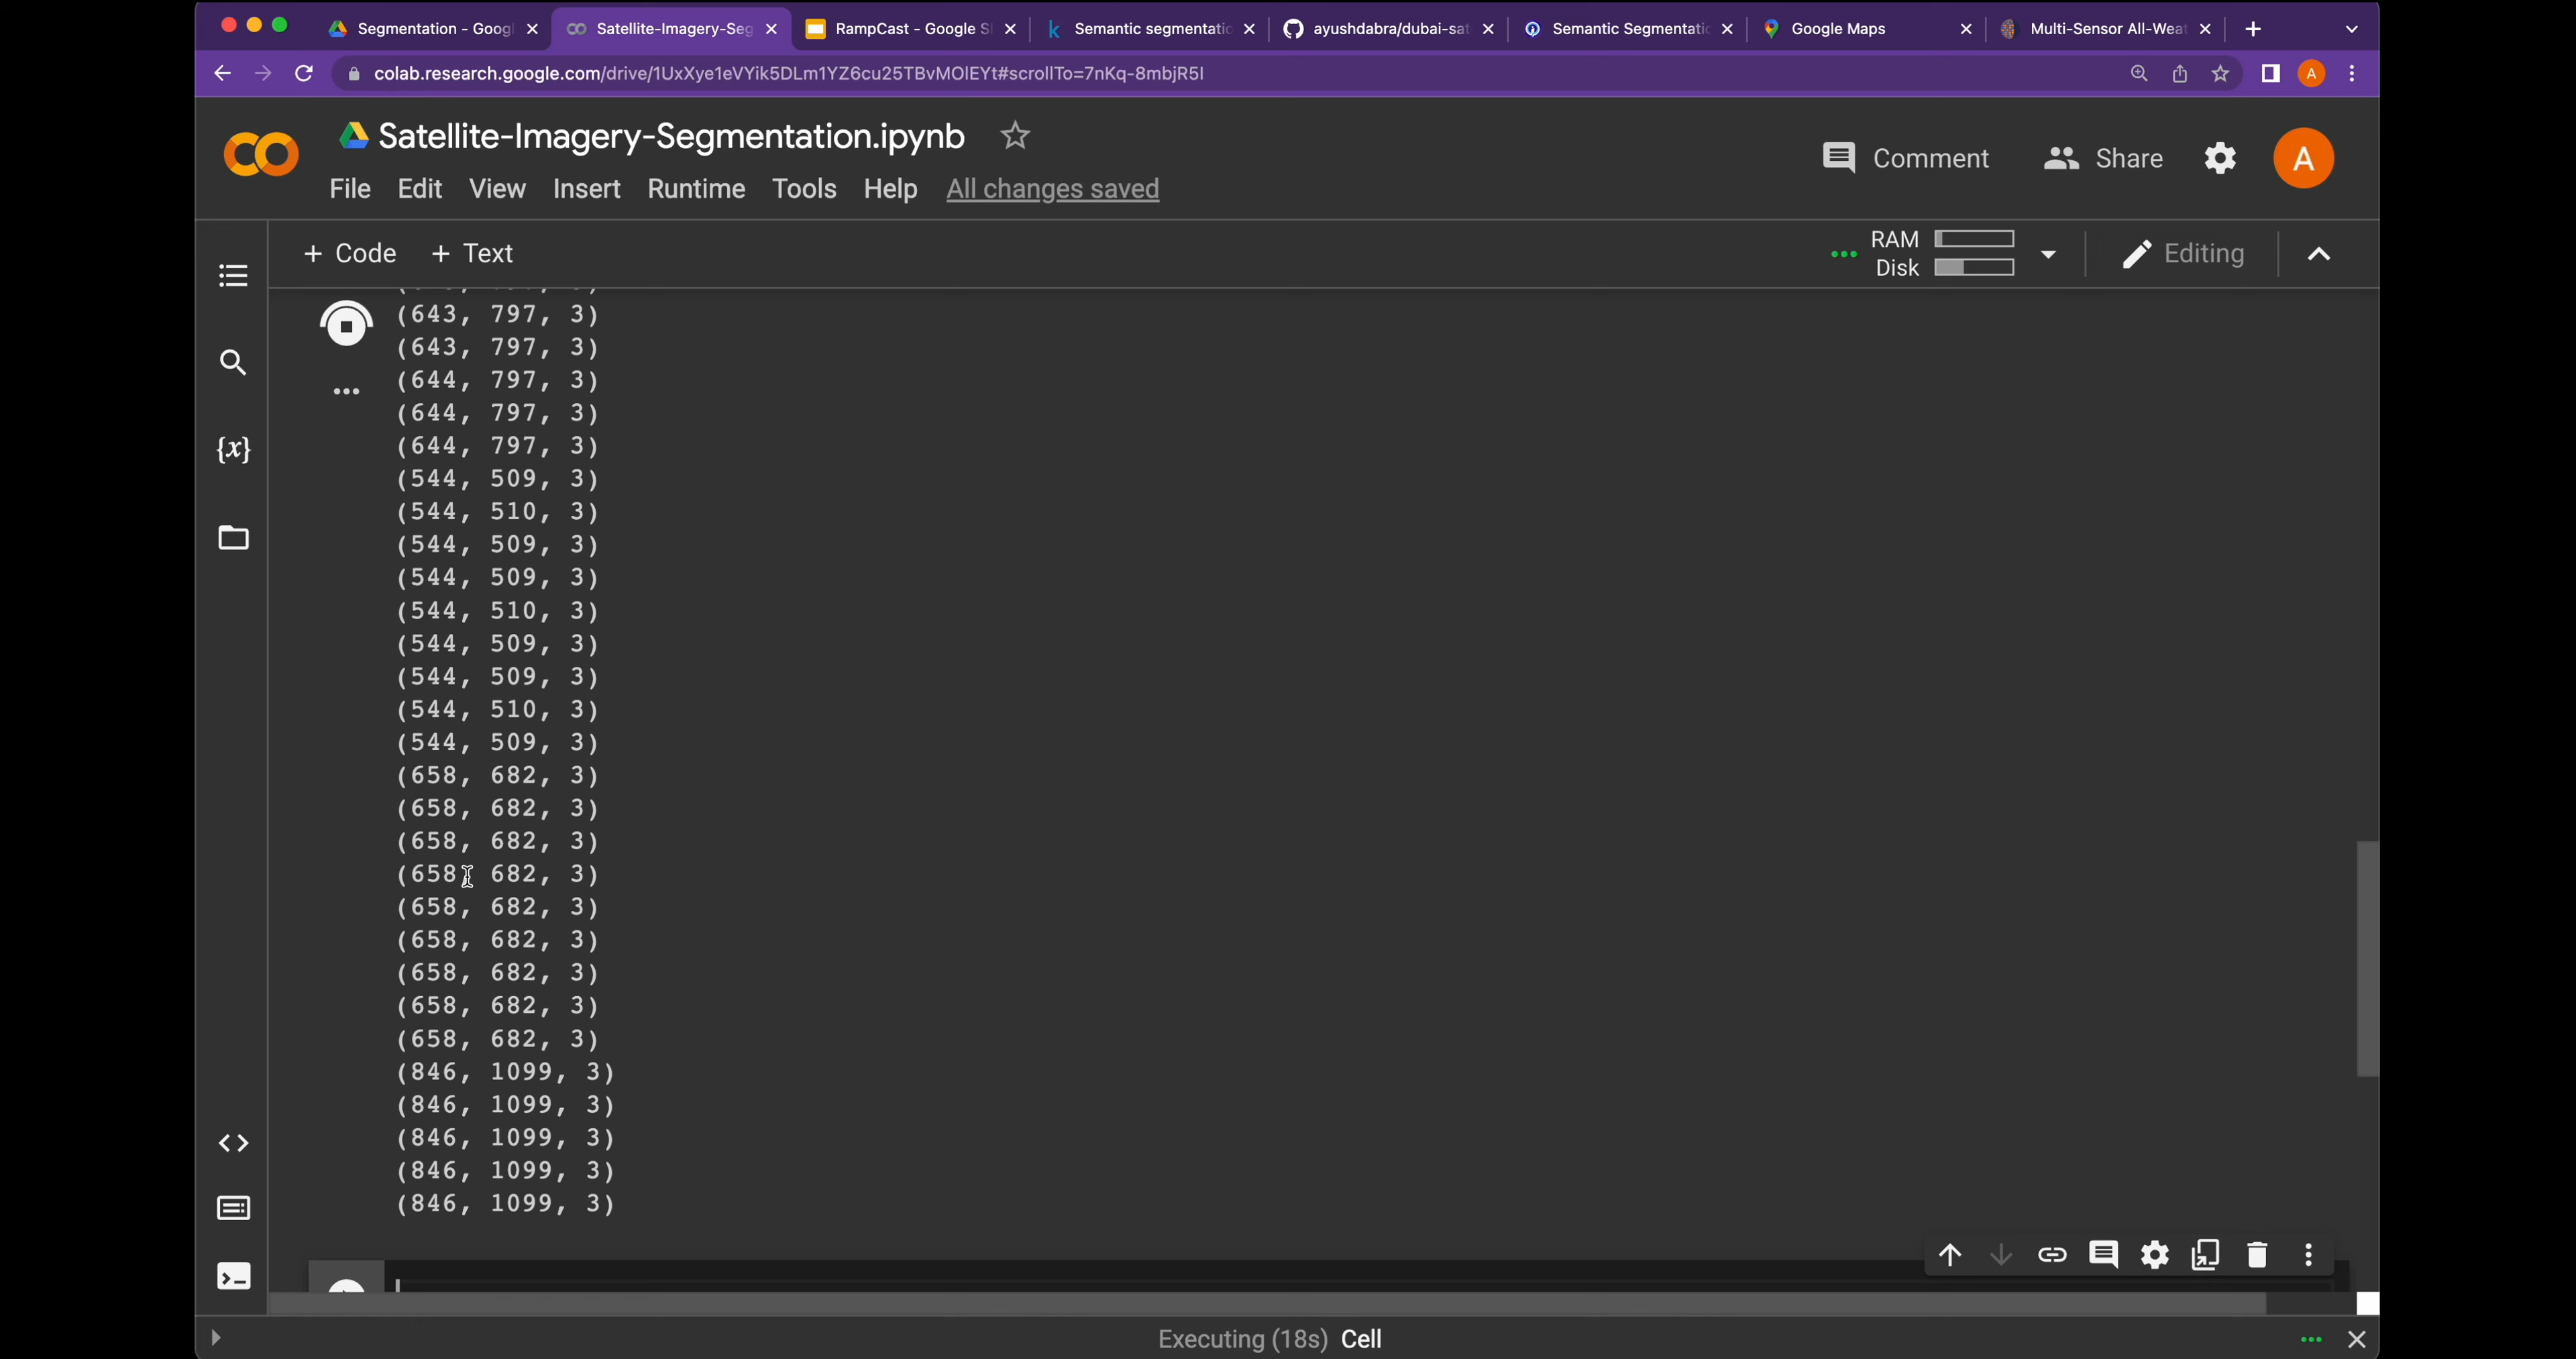 Segmentation - Googl
Satellite-Imagery-Seg
RampCast - Google Sl
Semantic segmentatio
ayushdabra/dubai-sat
Semantic Segmentatio
Google Maps
Multi-Sensor All-Weat
colab.research.google.com/drive/1UxXye1eVYik5DLm1YZ6cu25TBvMOlEYt#scrollTo=7nKq-8mbjR5I
A
Satellite-Imagery-Segmentation.ipynb
Comment
Share
A
File Edit View Insert Runtime Tools Help All changes saved
+ Code + Text
RAM
Disk
Editing
{x}
(643, 797, 3)
(643, 797, 3)
(644, 797, 3)
(644, 797, 3)
(644, 797, 3)
(544, 509, 3)
(544, 510, 3)
(544, 509, 3)
(544, 509, 3)
(544, 510, 3)
(544, 509, 3)
(544, 509, 3)
(544, 510, 3)
(544, 509, 3)
(658, 682, 3)
(658, 682, 3)
(658, 682, 3)
(658, 682, 3)
(658, 682, 3)
(658, 682, 3)
(658, 682, 3)
(658, 682, 3)
(658, 682, 3)
(846, 1099, 3)
(846, 1099, 3)
(846, 1099, 3)
(846, 1099, 3)
(846, 1099, 3)
Executing (18s) Cell